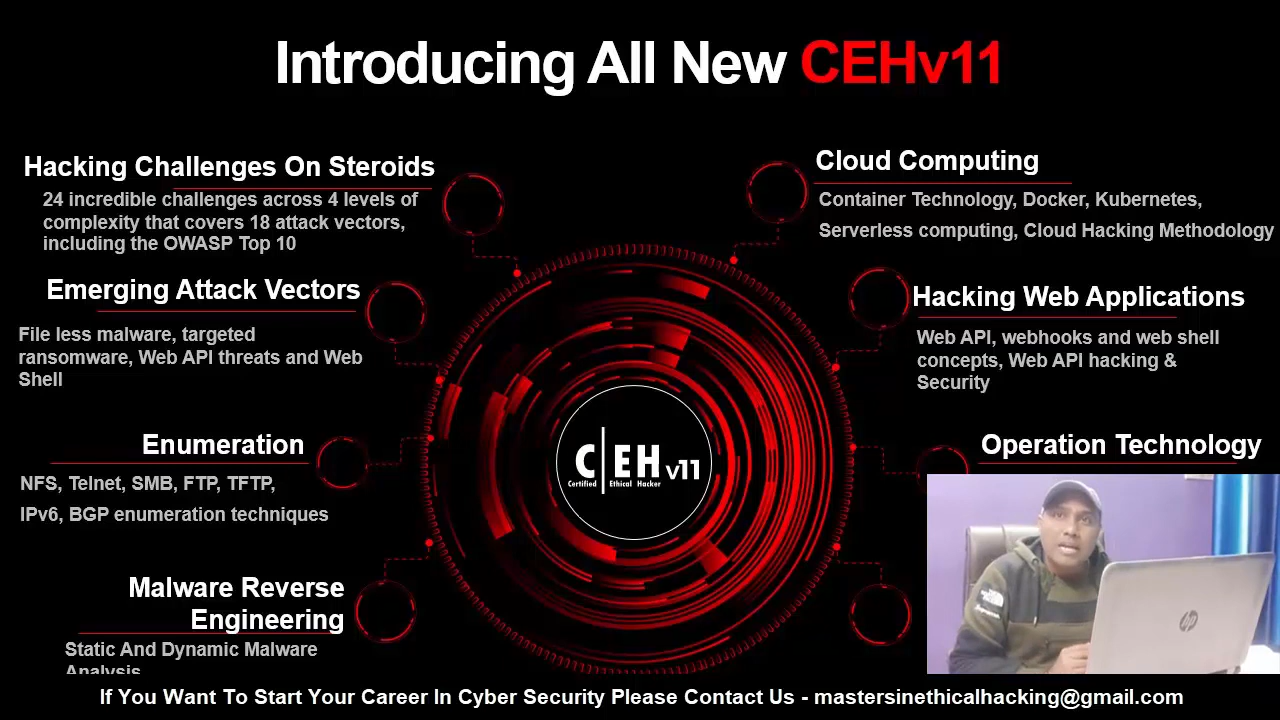 Introducing All New CEHv11
Hacking Challenges On Steroids
24 incredible challenges across 4 levels of
complexity that covers 18 attack vectors,
including the OWASP Top 10
Emerging Attack Vectors
File less malware, targeted
ransomware, Web API threats and Web
Shell
Enumeration
NFS, Telnet, SMB, FTP, TFTP,
IPv6, BGP enumeration techniques
Malware Reverse
Engineering
Static And Dynamic Malware
Analysis
C|EH v11
Certified Ethical Hacker
Cloud Computing
Container Technology, Docker, Kubernetes,
Serverless computing, Cloud Hacking Methodology
Hacking Web Applications
Web API, webhooks and web shell
concepts, Web API hacking &
Security
Operation Technology
hp
If You Want To Start Your Career In Cyber Security Please Contact Us - mastersinethicalhacking@gmail.com